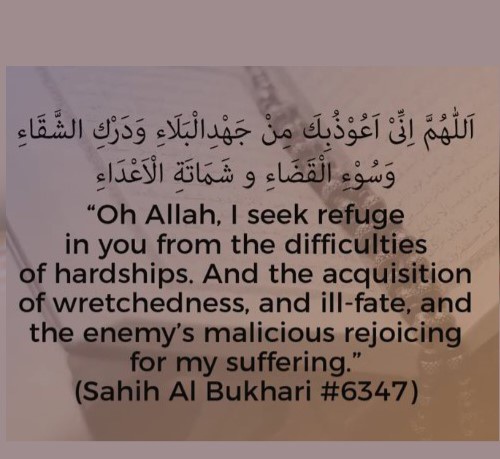 اَللّٰهُمَّ اِنِّىْ اَعُوْذُبِكَ مِنْ جَهْدِالْبَلَاءِ وَدَرْكِ الشَّقَاءِ
وَسُوْءِ الْقَضَاءِ و شَمَاتَةِ الْاَعْدَاءِ
“Oh Allah, I seek refuge
in you from the difficulties
of hardships. And the acquisition
of wretchedness, and ill-fate, and
the enemy’s malicious rejoicing
for my suffering.”
(Sahih Al Bukhari #6347)